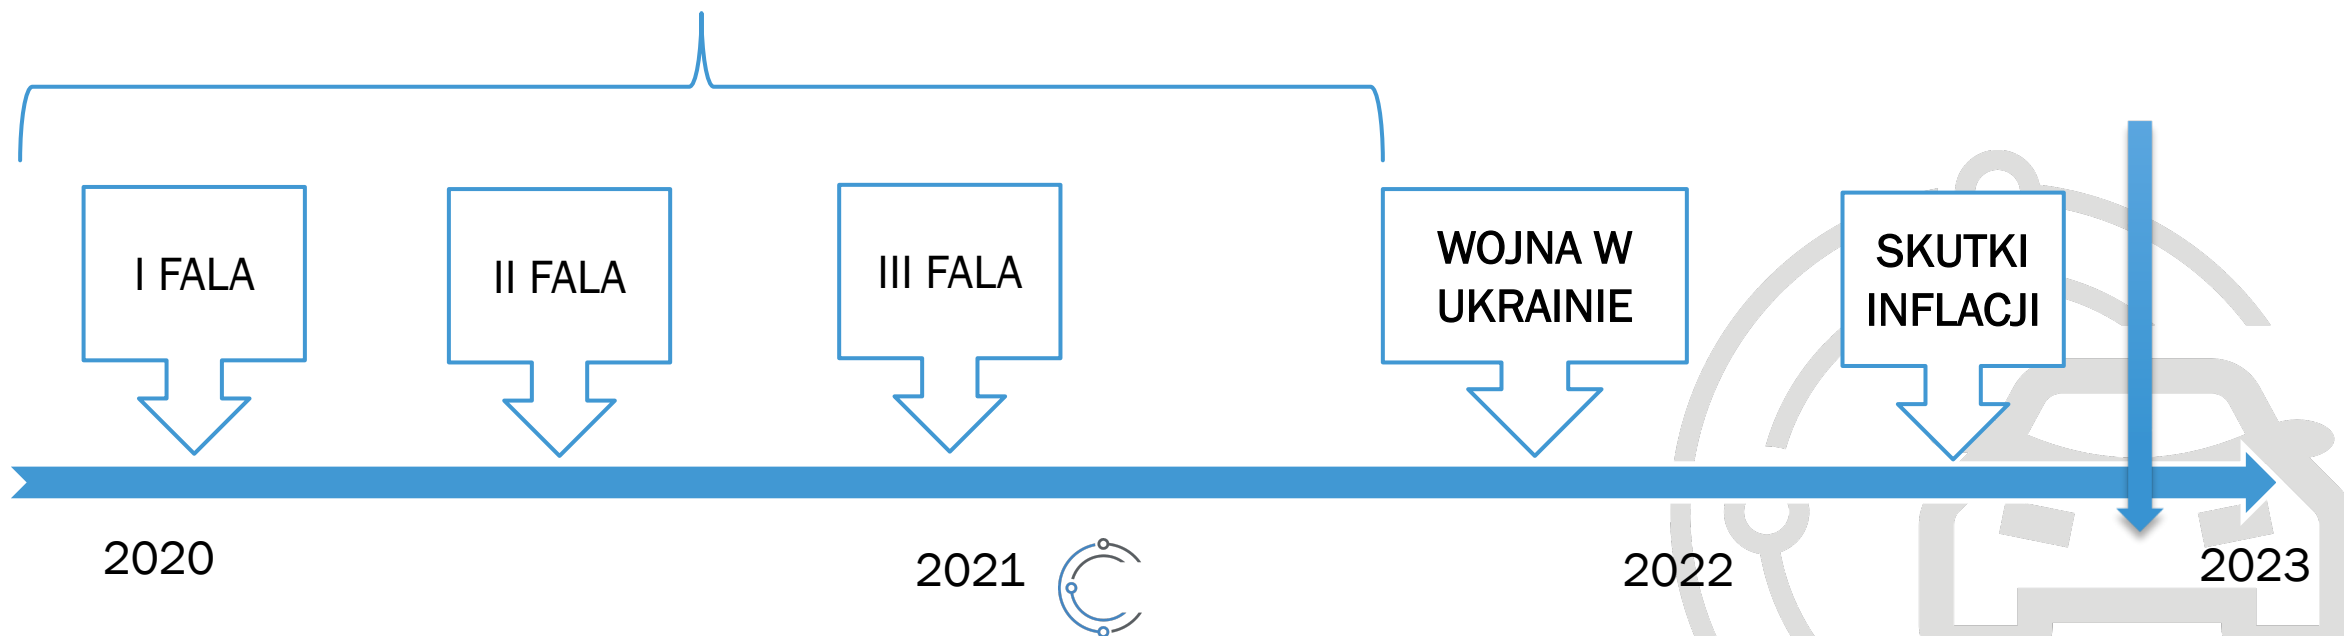 I FALA
II FALA
III FALA
WOJNA W
UKRAINIE
SKUTKI
INFLACJI
2020
2021
2022
2023